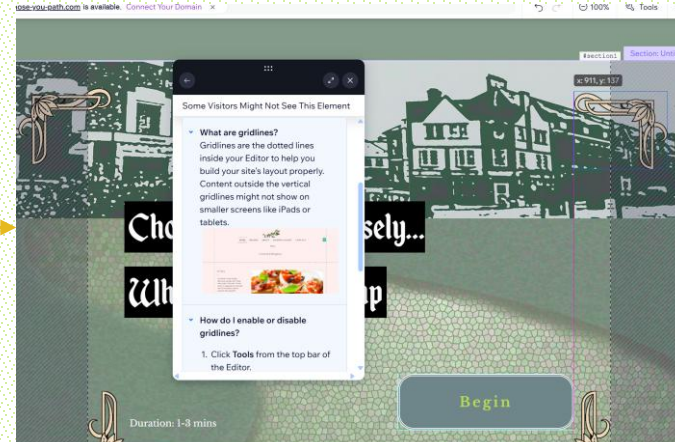 hose-you-path.com is available. Connect Your Domain ×
100% Tools
#section1 Section: Unti
x: 911, y: 137
Some Visitors Might Not See This Element
What are gridlines?
Gridlines are the dotted lines
inside your Editor to help you
build your site's layout properly.
Content outside the vertical
gridlines might not show on
smaller screens like iPads or
tablets.
How do I enable or disable
gridlines?
1. Click Tools from the top bar of
the Editor.
Cho sely...
Wh p
Begin
Duration: 1-3 mins